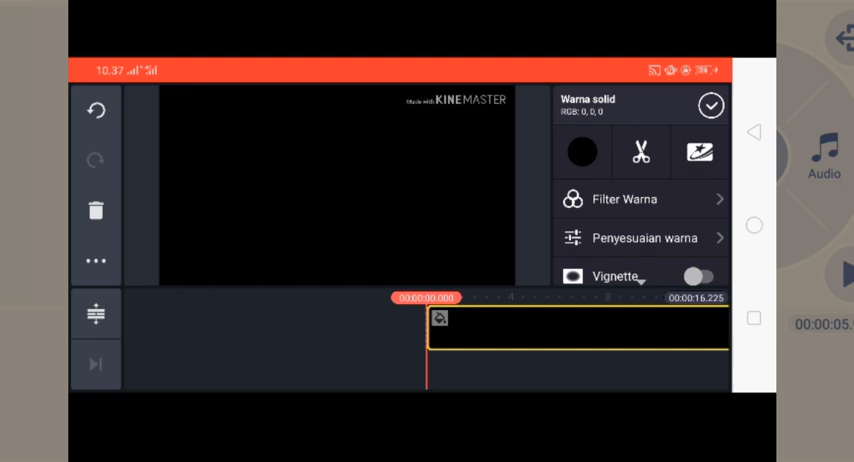 10.37
Made with KINEMASTER
Warna solid
RGB: 0, 0, 0
Filter Warna
Penyesuaian warna
Vignette
00:00:00.000
4
8
00:00:16.225
Audio
00:00:05.